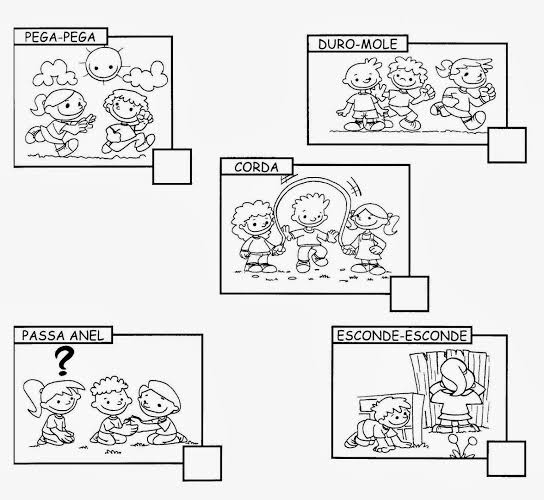 PEGA-PEGA
DURO-MOLE
CORDA
PASSA ANEL
?
ESCONDE-ESCONDE